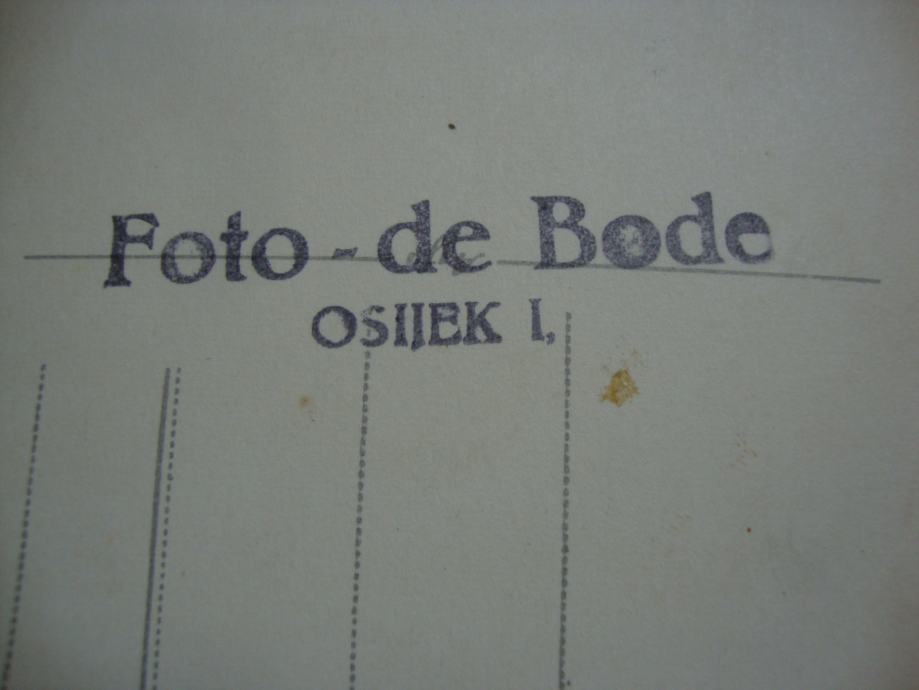 Foto - de Bode
OSIJEK I,